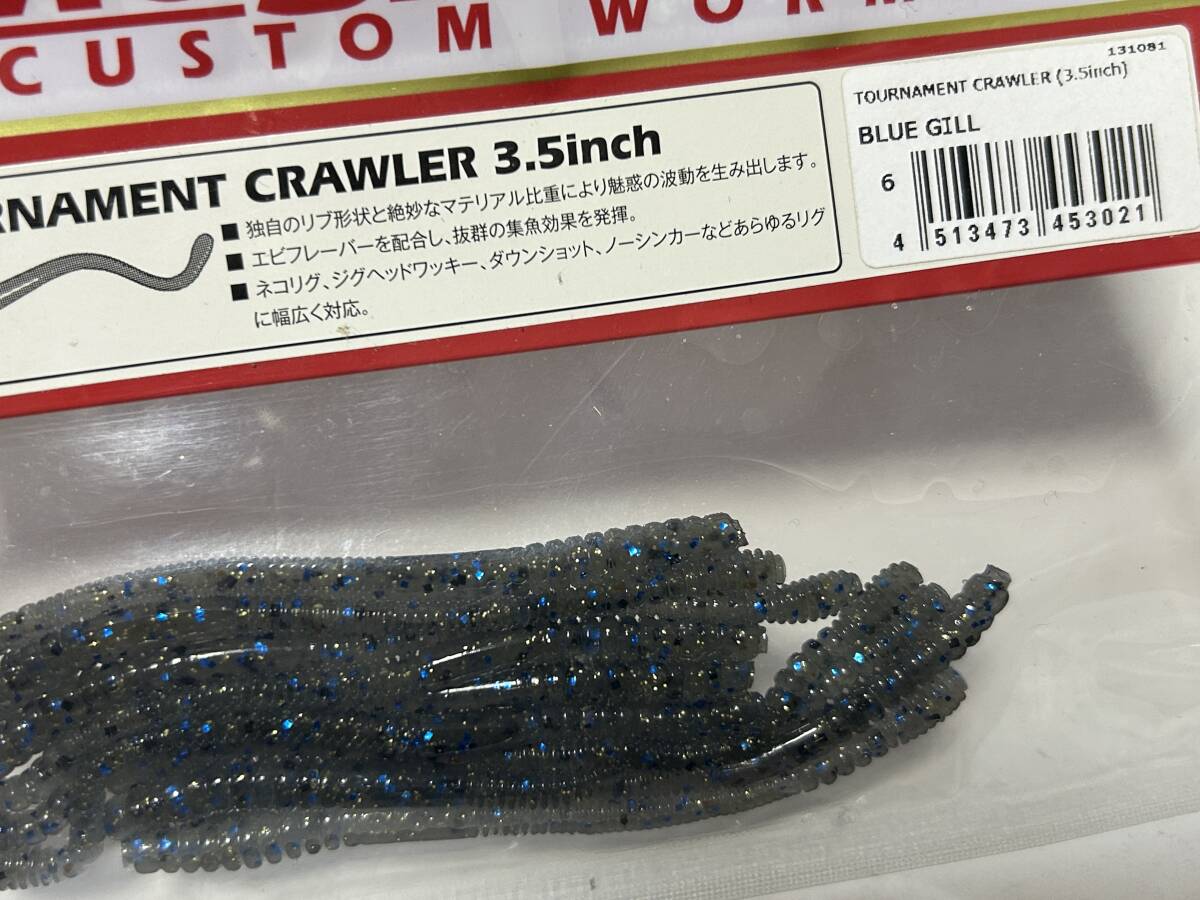 CUSTOM WORM
RNAMENT CRAWLER 3.5inch
■ 独自のリブ形状と絶妙なマテリアル比重により魅惑の波動を生み出します。
■ エビフレーバーを配合し、抜群の集魚効果を発揮。
■ ネコリグ、ジグヘッドワッキー、ダウンショット、ノーシンカーなどあらゆるリグ
に幅広く対応。
131081
TOURNAMENT CRAWLER (3.5inch)
BLUE GILL
6
4 513473 453021